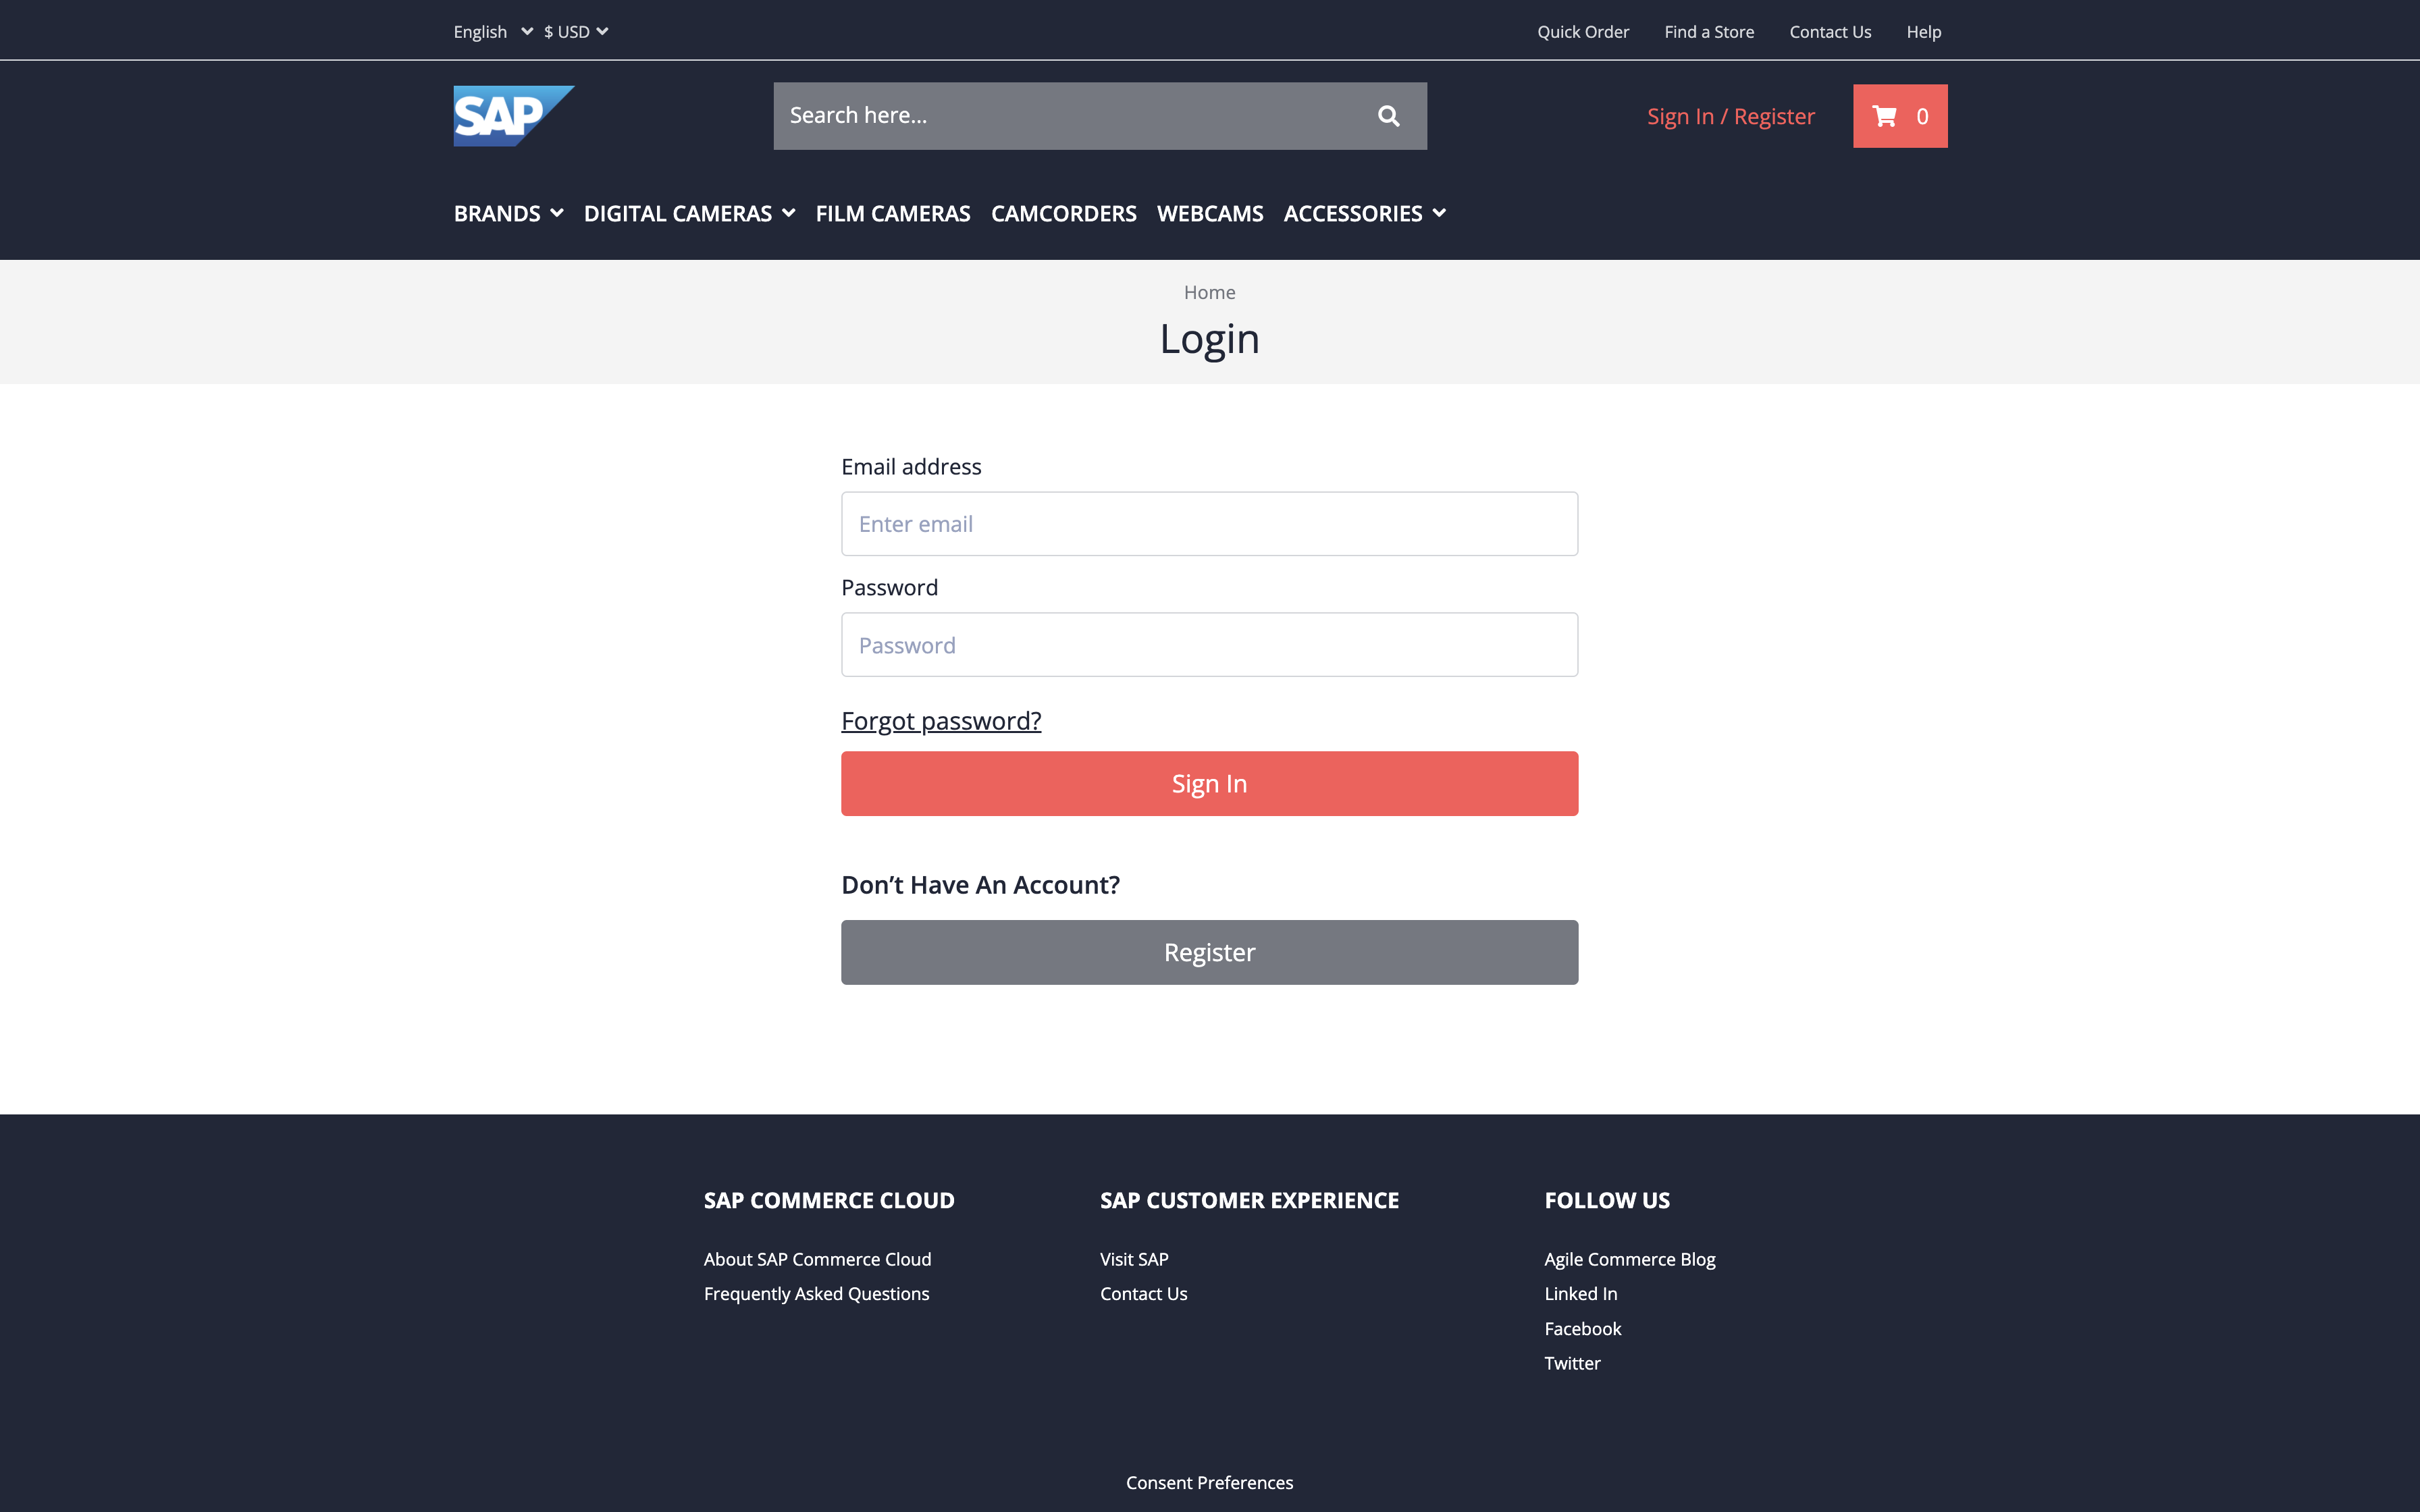 English $ USD Quick Order Find a Store Contact Us Help
SAP Search here... Sign In / Register 0
BRANDS DIGITAL CAMERAS FILM CAMERAS CAMCORDERS WEBCAMS ACCESSORIES
Home
Login
Email address
Enter email
Password
Password
Forgot password?
Sign In
Don’t Have An Account?
Register
SAP COMMERCE CLOUD
About SAP Commerce Cloud
Frequently Asked Questions
SAP CUSTOMER EXPERIENCE
Visit SAP
Contact Us
FOLLOW US
Agile Commerce Blog
Linked In
Facebook
Twitter
Consent Preferences